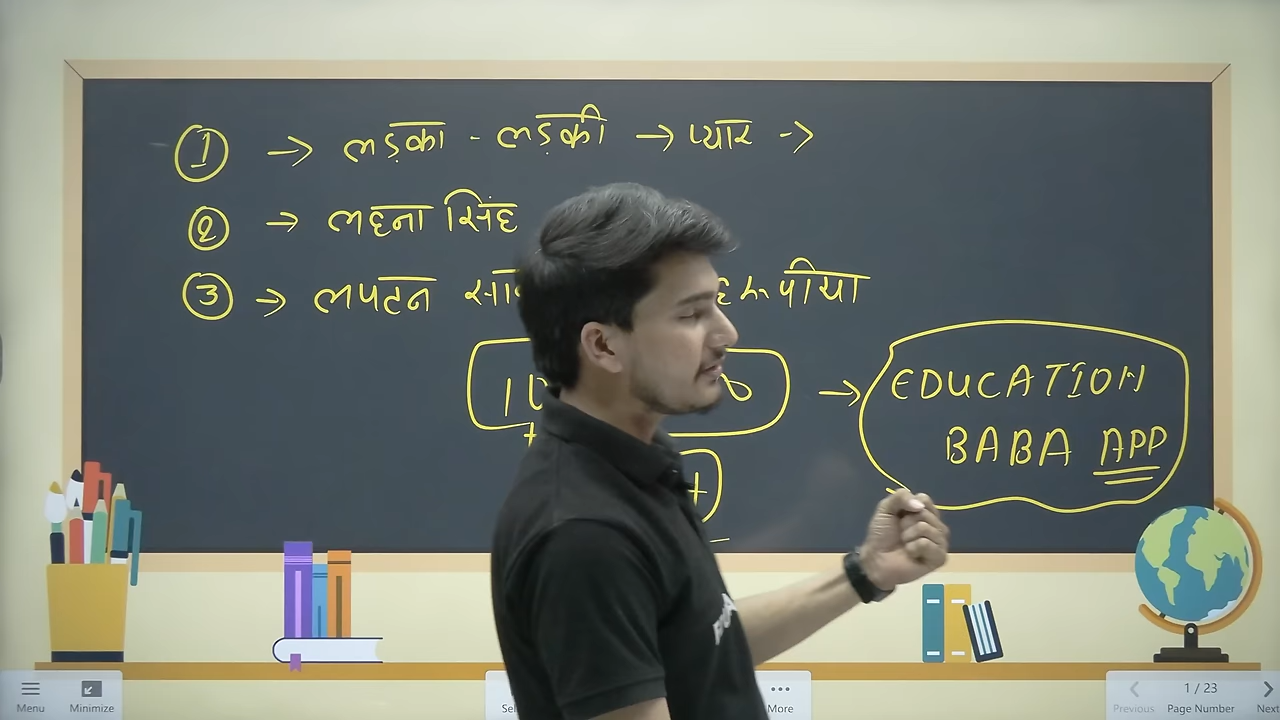 ① → लड़का - लड़की → प्यार →
② → लहना सिंह
③ → लपटन
→ EDUCATION
BABA APP
Menu
Minimize
More
1 / 23
Previous Page Number Next